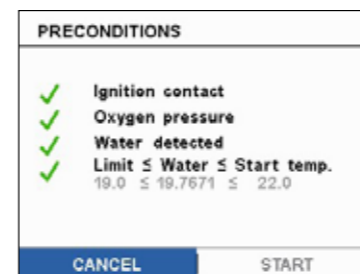 PRECONDITIONS
Ignition contact
Oxygen pressure
Water detected
Limit ≤ Water ≤ Start temp.
19.0 ≤ 19.7671 ≤ 22.0
CANCEL START